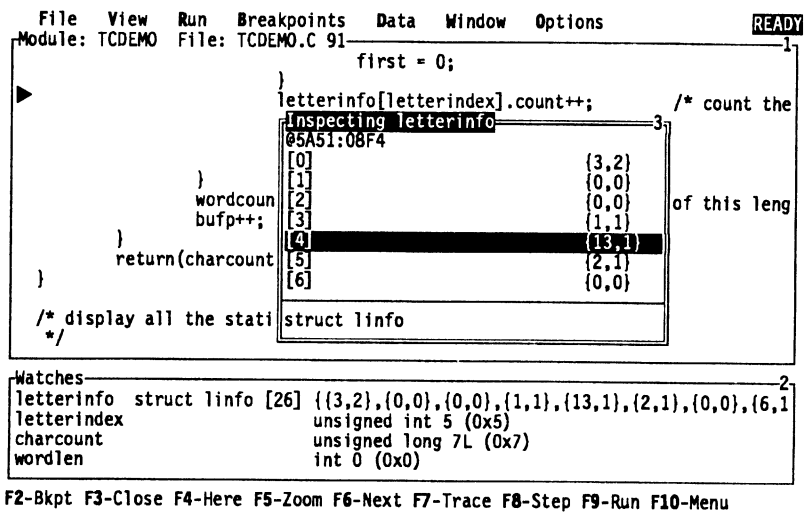 File View Run Breakpoints Data Window Options READY
Module: TCDEMO File: TCDEMO.C 91 1
first = 0;
}
letterinfo[letterindex].count++; /* count the
Inspecting letterinfo 3
@5A51:08F4
[0] {3,2}
} [1] {0,0}
wordcoun [2] {0,0} of this leng
bufp++; [3] {1,1}
} [4] {13,1}
return(charcount [5] {2,1}
} [6] {0,0}
/* display all the stati struct linfo
*/
Watches 2
letterinfo struct linfo [26] {{3,2},{0,0},{0,0},{1,1},{13,1},{2,1},{0,0},{6,1
letterindex unsigned int 5 (0x5)
charcount unsigned long 7L (0x7)
wordlen int 0 (0x0)
F2-Bkpt F3-Close F4-Here F5-Zoom F6-Next F7-Trace F8-Step F9-Run F10-Menu